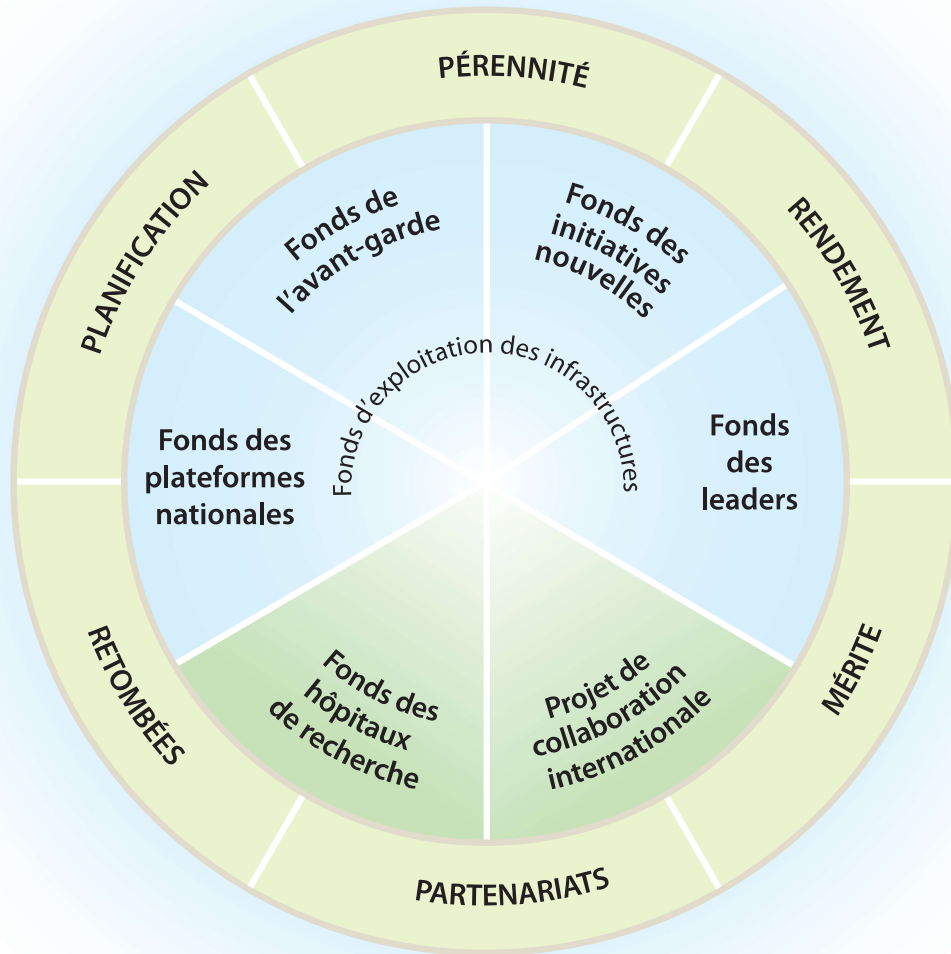 PÉRENNITÉ
RENDEMENT
MÉRITE
PARTENARIATS
RETOMBÉES
PLANIFICATION
Fonds de
l'avant-garde
Fonds des
initiatives
nouvelles
Fonds d'exploitation des infrastructures
Fonds des
plateformes
nationales
Fonds
des
leaders
Fonds des
hôpitaux
de recherche
Projet de
collaboration
internationale